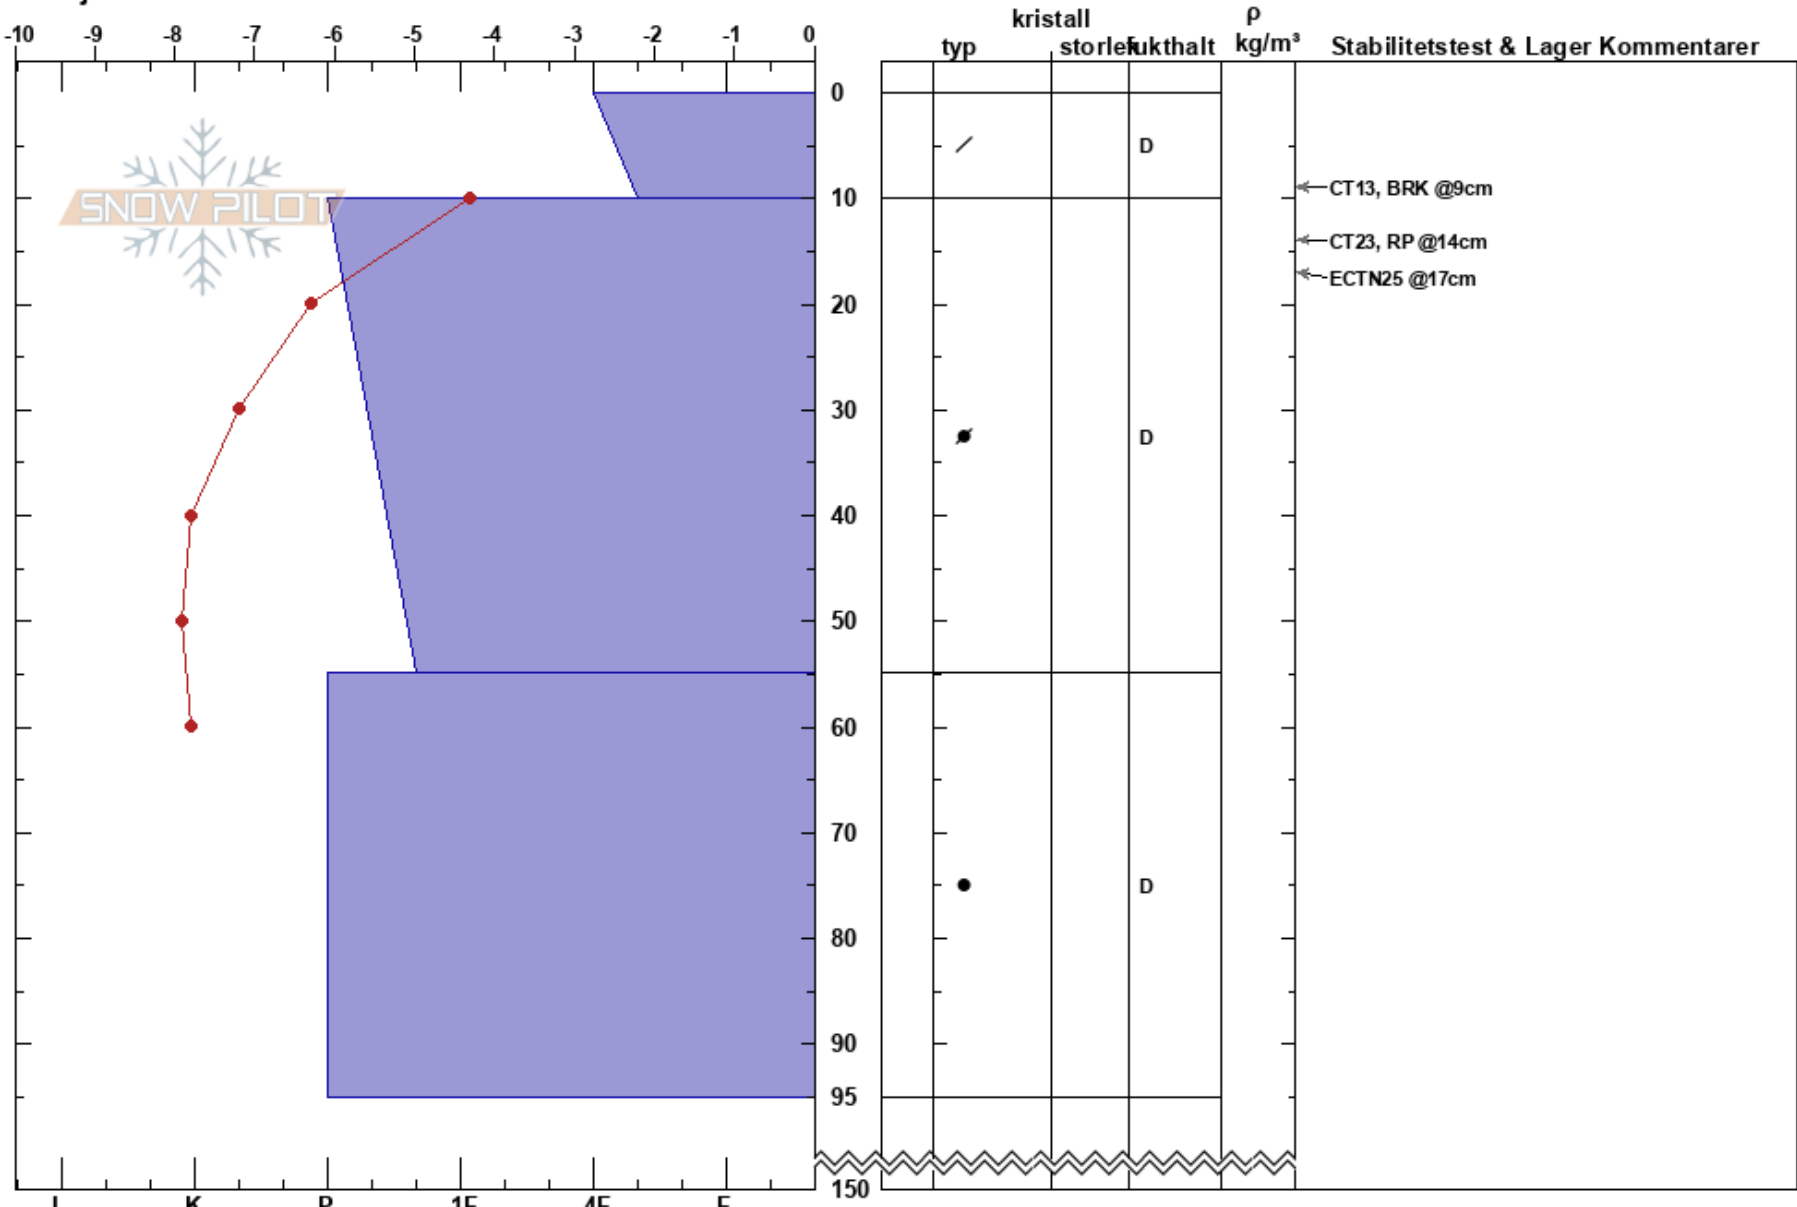 kristall ρ
-10 -9 -8 -7 -6 -5 -4 -3 -2 -1 0
typ storlek fukthalt kg/m³ Stabilitetstest & Lager Kommentarer
0
D
CT13, BRK @9cm
10
SNOW PILOT
CT23, RP @14cm
ECTN25 @17cm
20
30
D
40
50
60
70
D
80
90
95
150
I K P 1F 4F F